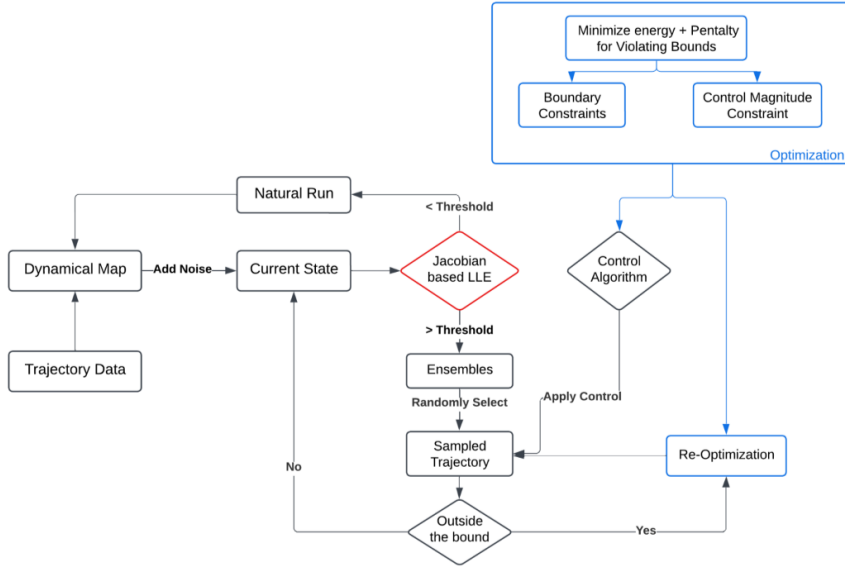 Minimize energy + Pentalty
for Violating Bounds
Boundary
Constraints
Control Magnitude
Constraint
Optimization
Natural Run
< Threshold
Dynamical Map
Add Noise
Current State
Jacobian
based LLE
Control
Algorithm
> Threshold
Trajectory Data
Ensembles
Randomly Select
Apply Control
Sampled
Trajectory
Re-Optimization
No
Outside
the bound
Yes